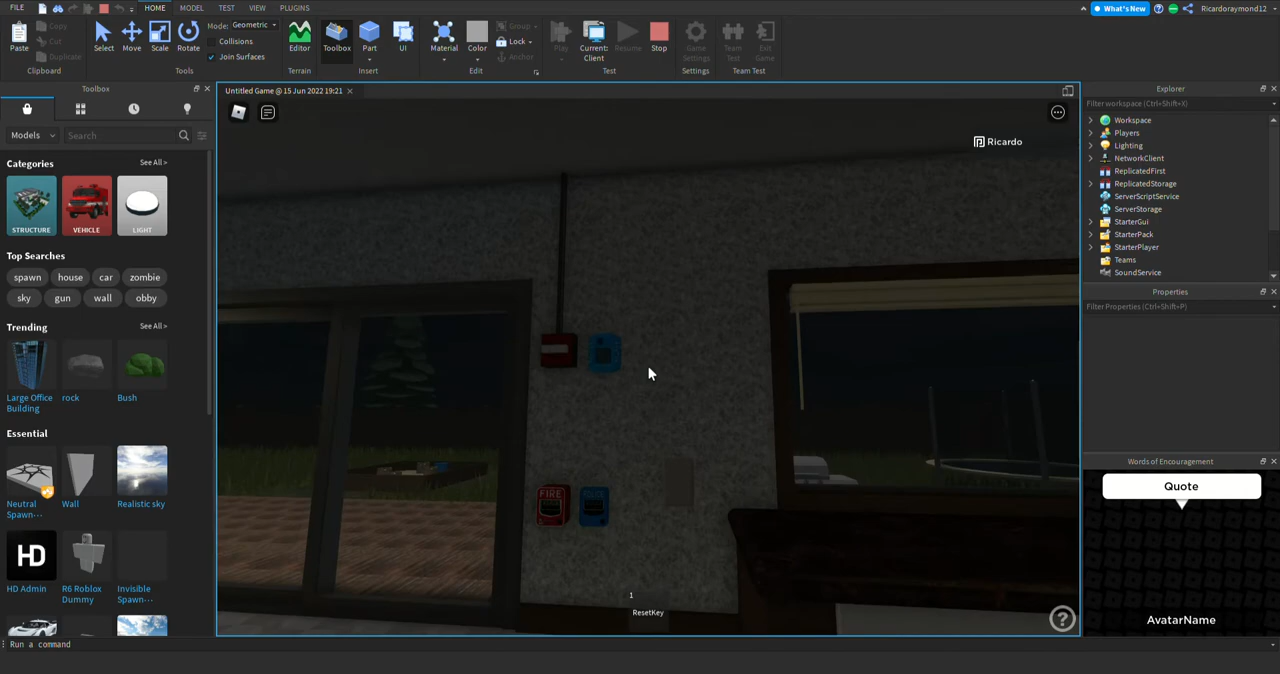 FILE HOME MODEL TEST VIEW PLUGINS What's New Ricardoraymond12
Paste Copy Cut Duplicate Select Move Scale Rotate Mode: Geometric Collisions Join Surfaces Editor Toolbox Part UI Material Color Group Lock Anchor Play Current: Client Resume Stop Game Settings Team Test Exit Game
Clipboard Tools Terrain Insert Edit Test Settings Team Test
Toolbox
Untitled Game @ 15 Jun 2022 19:21
Models Search
Categories See All >
STRUCTURE VEHICLE LIGHT
Top Searches
spawn house car zombie
sky gun wall obby
Trending See All >
Large Office Building
rock
Bush
Essential See All >
Neutral Spawn-...
Wall
Realistic sky
HD
HD Admin
R6 Roblox Dummy
Invisible Spawn-...
Ricardo
FIRE
POLICE
1
ResetKey
?
Explorer
Filter workspace (Ctrl+Shift+X)
Workspace
Players
Lighting
NetworkClient
ReplicatedFirst
ReplicatedStorage
ServerScriptService
ServerStorage
StarterGui
StarterPack
StarterPlayer
Teams
SoundService
Properties
Filter Properties (Ctrl+Shift+P)
Words of Encouragement
Quote
AvatarName
Run a command